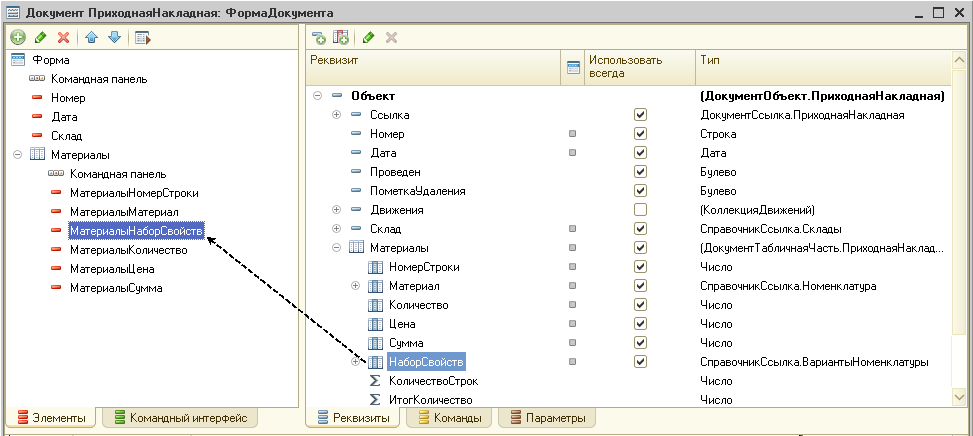 Документ ПриходнаяНакладная: ФормаДокумента
Форма
Командная панель
Номер
Дата
Склад
Материалы
Командная панель
МатериалыНомерСтроки
МатериалыМатериал
МатериалыНаборСвойств
МатериалыКоличество
МатериалыЦена
МатериалыСумма
Элементы
Командный интерфейс
Реквизит Использовать всегда Тип
Объект (ДокументОбъект.ПриходнаяНакладная)
Ссылка ДокументСсылка.ПриходнаяНакладная
Номер Строка
Дата Дата
Проведен Булево
ПометкаУдаления Булево
Движения (КоллекцияДвижений)
Склад СправочникСсылка.Склады
Материалы (ДокументТабличнаяЧасть.ПриходнаяНаклад...
НомерСтроки Число
Материал СправочникСсылка.Номенклатура
Количество Число
Цена Число
Сумма Число
НаборСвойств СправочникСсылка.ВариантыНоменклатуры
КоличествоСтрок Число
ИтогКоличество Число
Реквизиты
Команды
Параметры